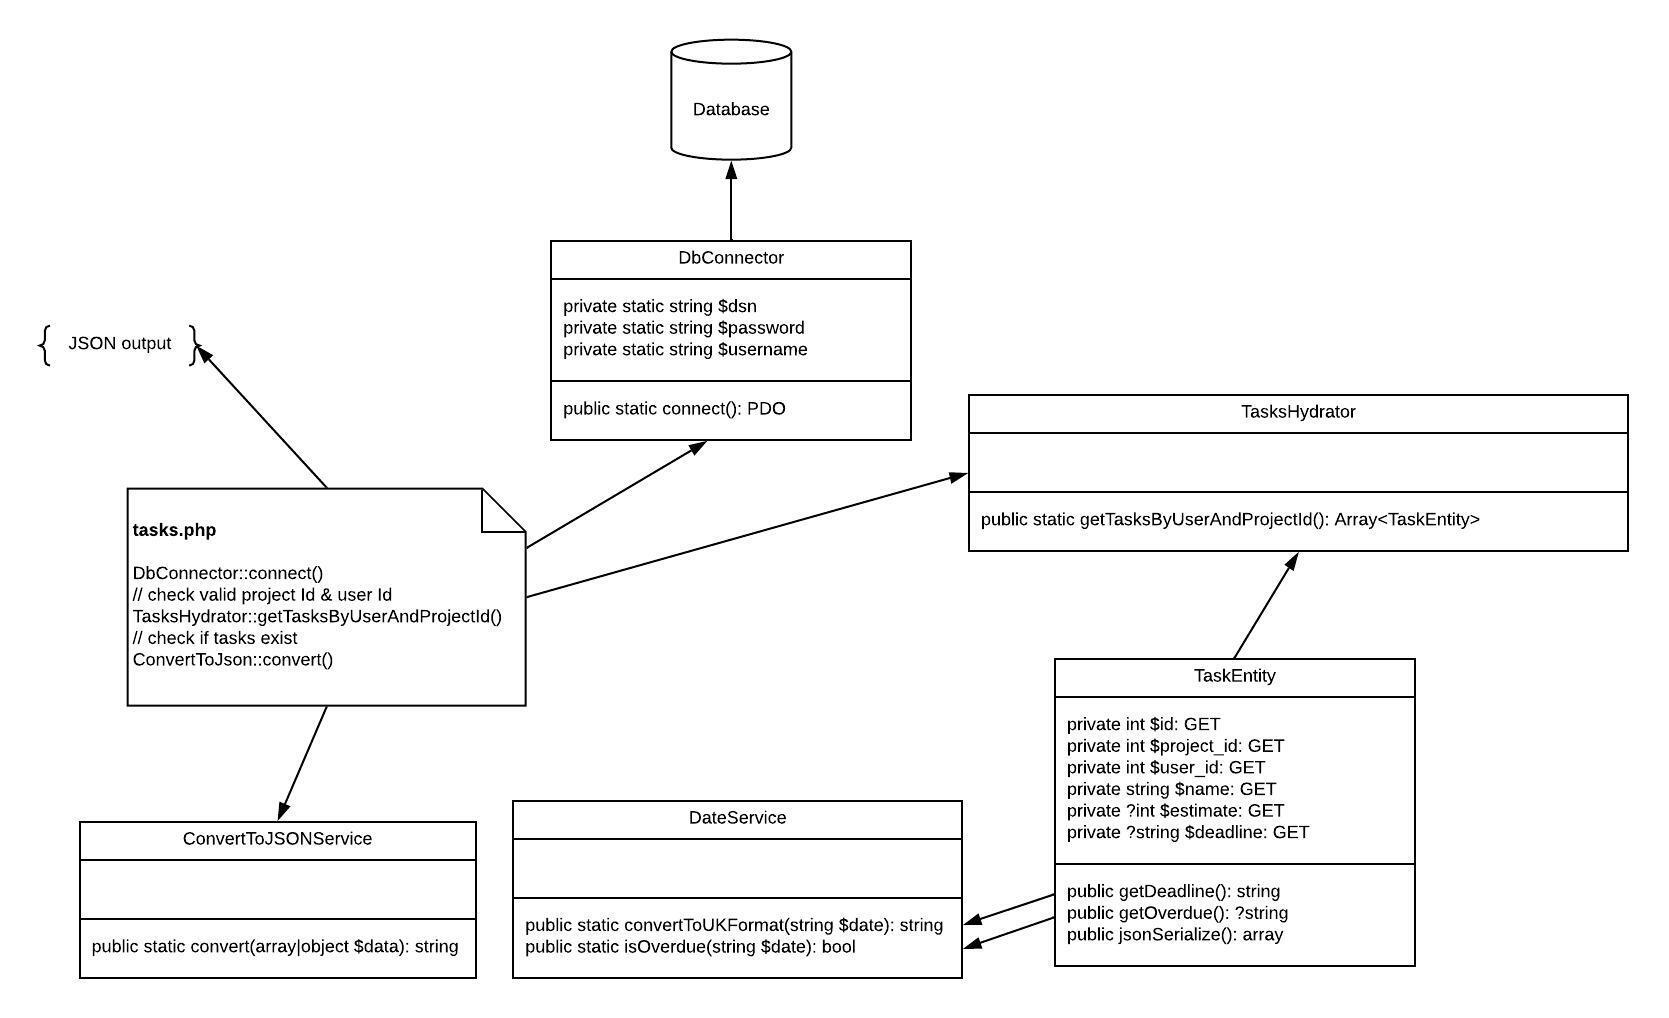 Database
DbConnector
private static string $dsn
private static string $password
private static string $username
public static connect(): PDO
{ JSON output }
TasksHydrator
public static getTasksByUserAndProjectId(): Array<TaskEntity>
tasks.php
DbConnector::connect()
// check valid project Id & user Id
TasksHydrator::getTasksByUserAndProjectId()
// check if tasks exist
ConvertToJson::convert()
TaskEntity
private int $id: GET
private int $project_id: GET
private int $user_id: GET
private string $name: GET
private ?int $estimate: GET
private ?string $deadline: GET
public getDeadline(): string
public getOverdue(): ?string
public jsonSerialize(): array
DateService
public static convertToUKFormat(string $date): string
public static isOverdue(string $date): bool
ConvertToJSONService
public static convert(array|object $data): string